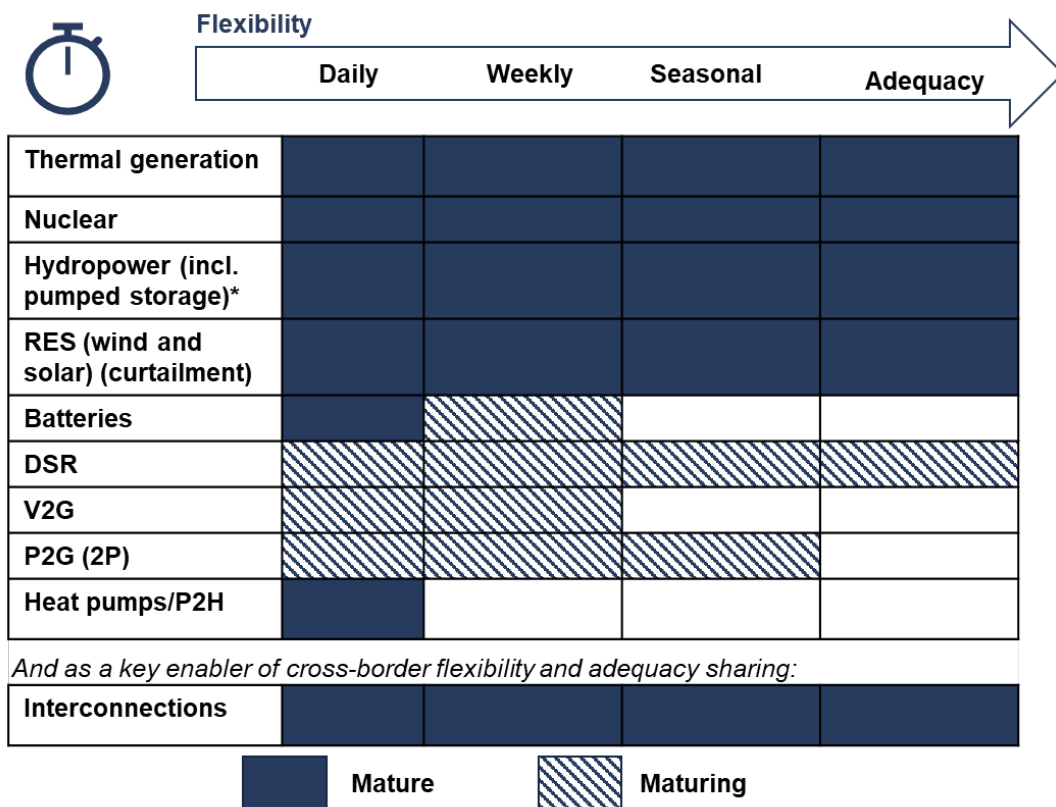 Flexibility
Daily Weekly Seasonal Adequacy
Thermal generation
Nuclear
Hydropower (incl.
pumped storage)*
RES (wind and
solar) (curtailment)
Batteries
DSR
V2G
P2G (2P)
Heat pumps/P2H
And as a key enabler of cross-border flexibility and adequacy sharing:
Interconnections
Mature Maturing